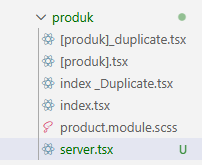 produk
[produk]_duplicate.tsx
[produk].tsx
index _Duplicate.tsx
index.tsx
product.module.scss
server.tsx U